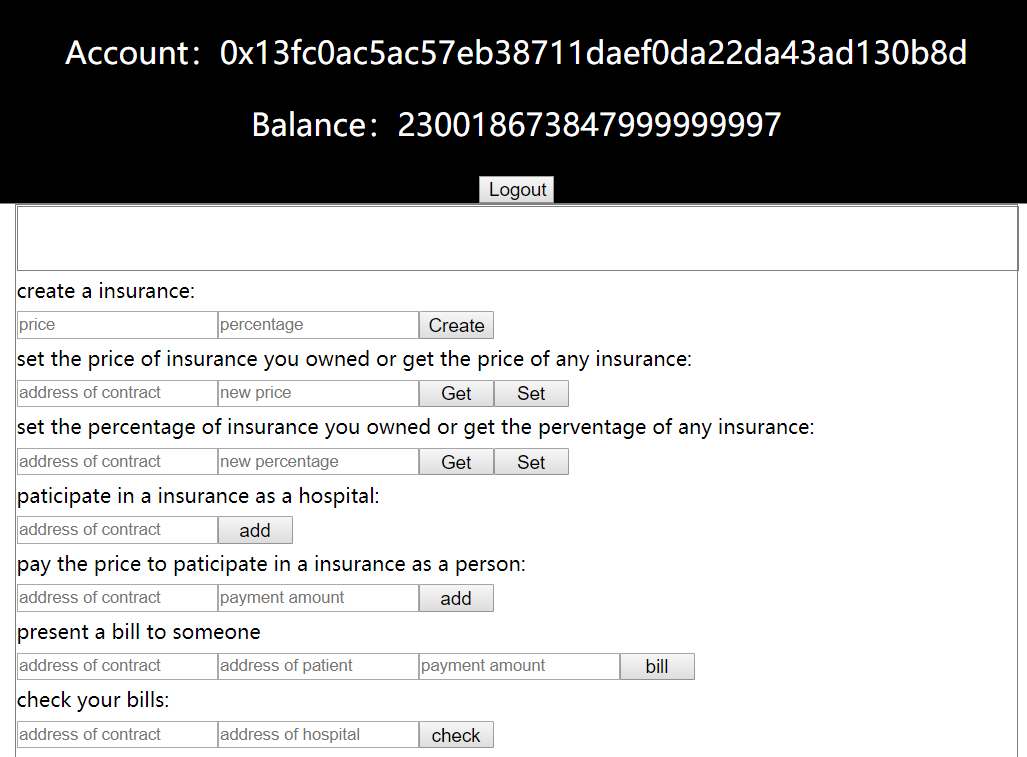 Account：0x13fc0ac5ac57eb38711daef0da22da43ad130b8d
Balance：230018673847999999997
Logout
create a insurance:
price percentage Create
set the price of insurance you owned or get the price of any insurance:
address of contract new price Get Set
set the percentage of insurance you owned or get the perventage of any insurance:
address of contract new percentage Get Set
paticipate in a insurance as a hospital:
address of contract add
pay the price to paticipate in a insurance as a person:
address of contract payment amount add
present a bill to someone
address of contract address of patient payment amount bill
check your bills:
address of contract address of hospital check